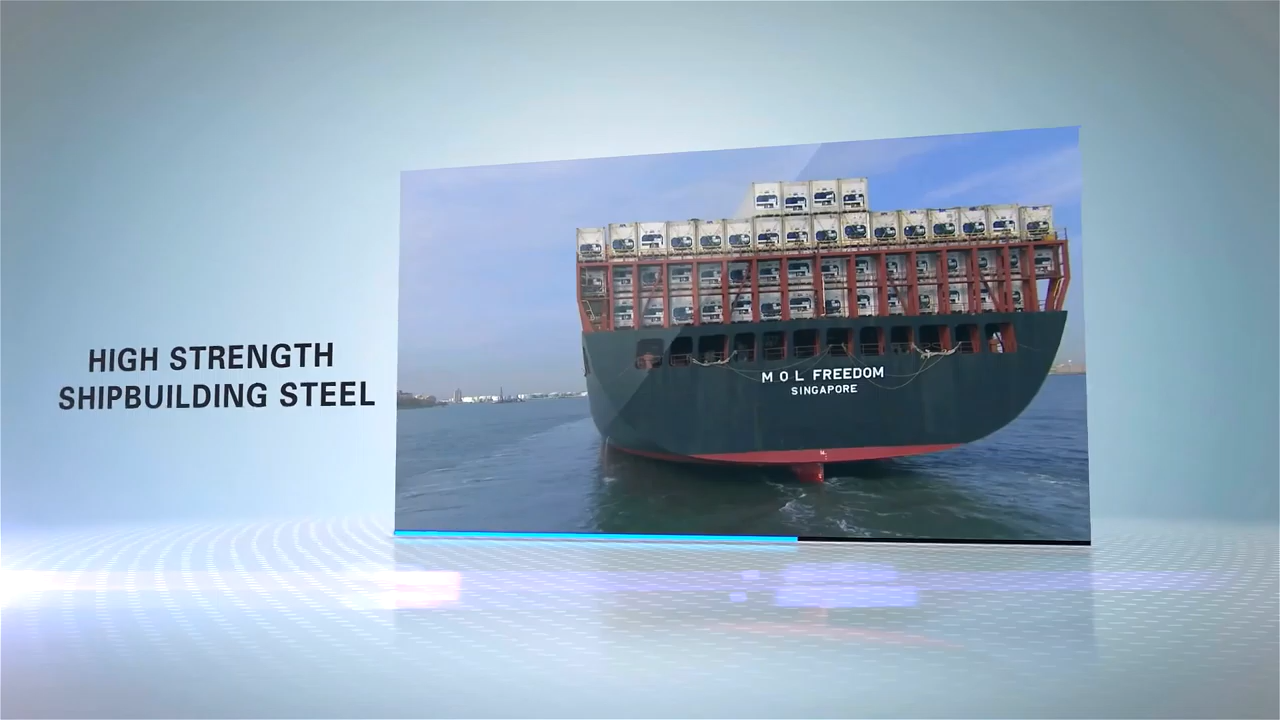 HIGH STRENGTH
SHIPBUILDING STEEL
M O L FREEDOM
SINGAPORE